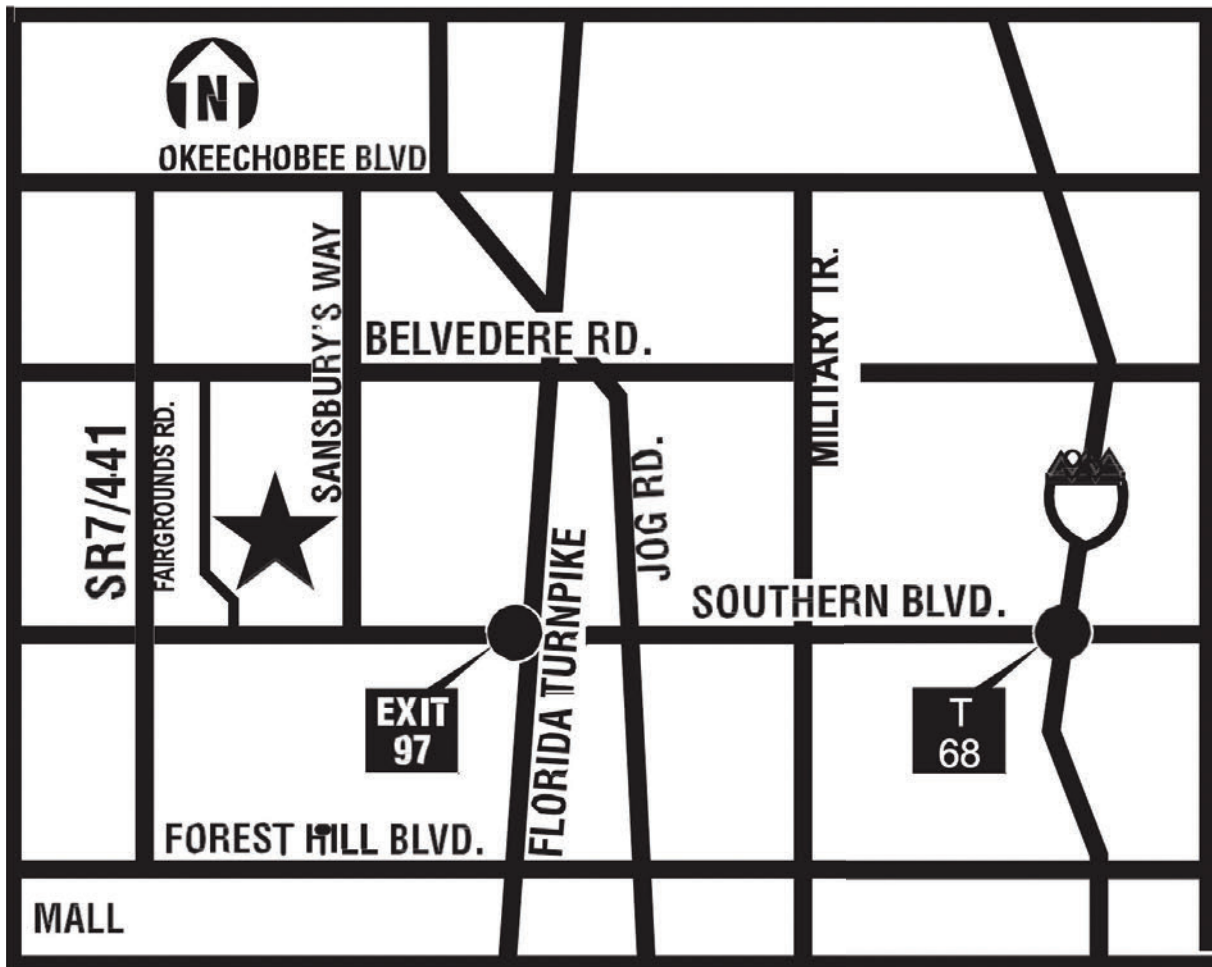 N
OKEECHOBEE BLVD
SANSBURY'S WAY
BELVEDERE RD.
MILITARY TR.
SR7/441
FAIRGROUNDS RD.
JOG RD.
FLORIDA TURNPIKE
SOUTHERN BLVD.
EXIT
97
T
68
FOREST HILL BLVD.
MALL